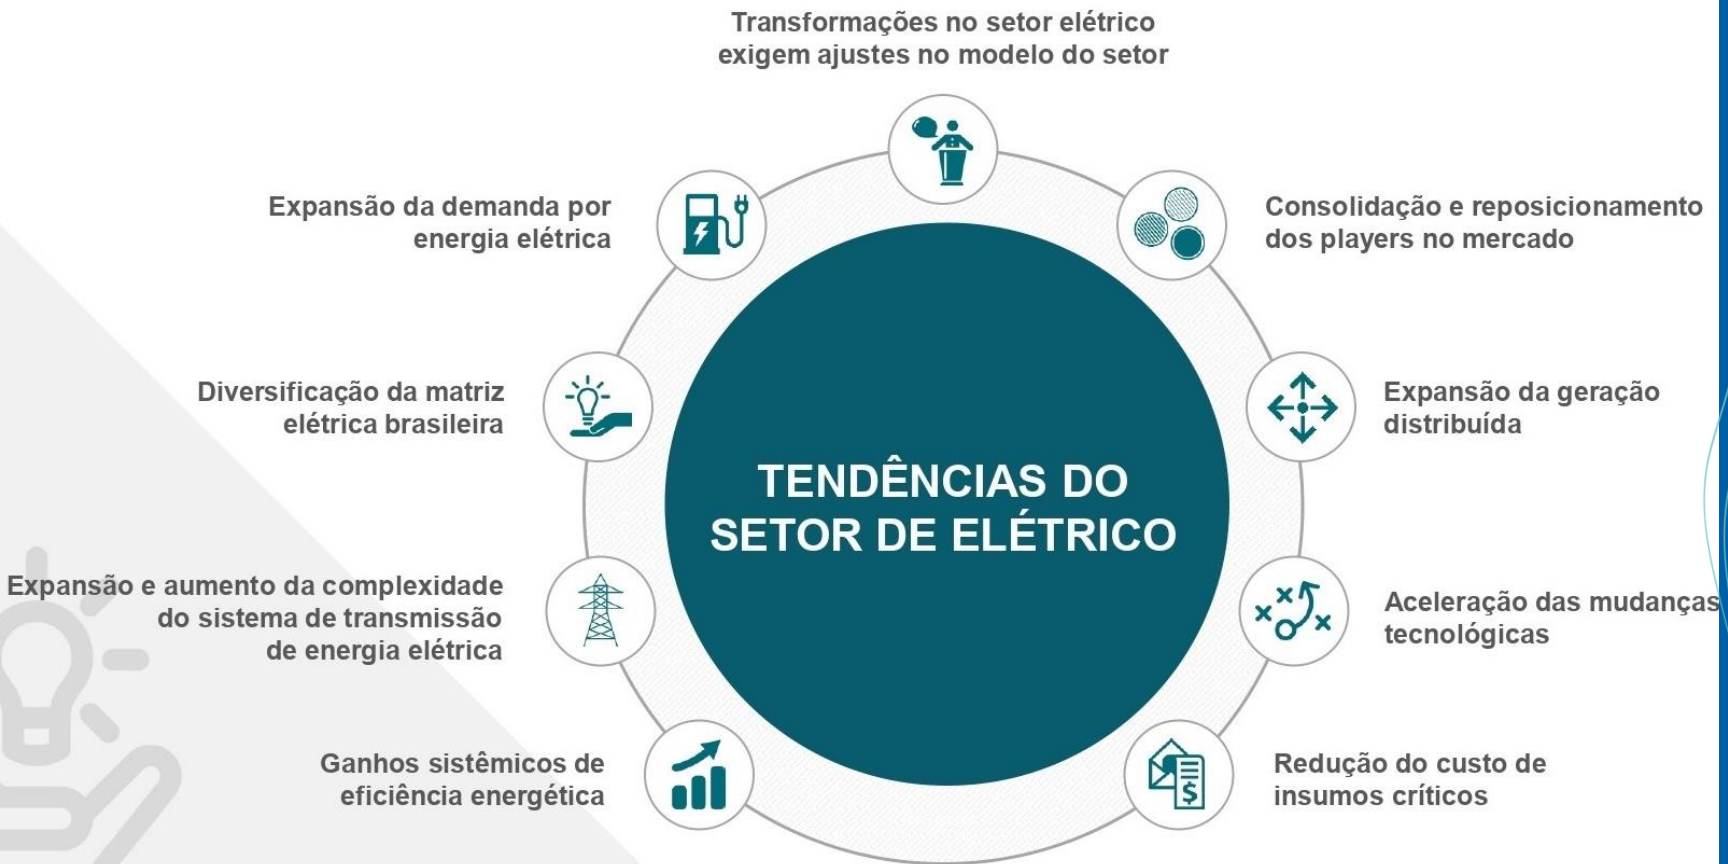 Transformações no setor elétrico
exigem ajustes no modelo do setor
Expansão da demanda por
energia elétrica
Consolidação e reposicionamento
dos players no mercado
Diversificação da matriz
elétrica brasileira
Expansão da geração
distribuída
TENDÊNCIAS DO
SETOR DE ELÉTRICO
Expansão e aumento da complexidade
do sistema de transmissão
de energia elétrica
Aceleração das mudanças
tecnológicas
Ganhos sistêmicos de
eficiência energética
Redução do custo de
insumos críticos
$